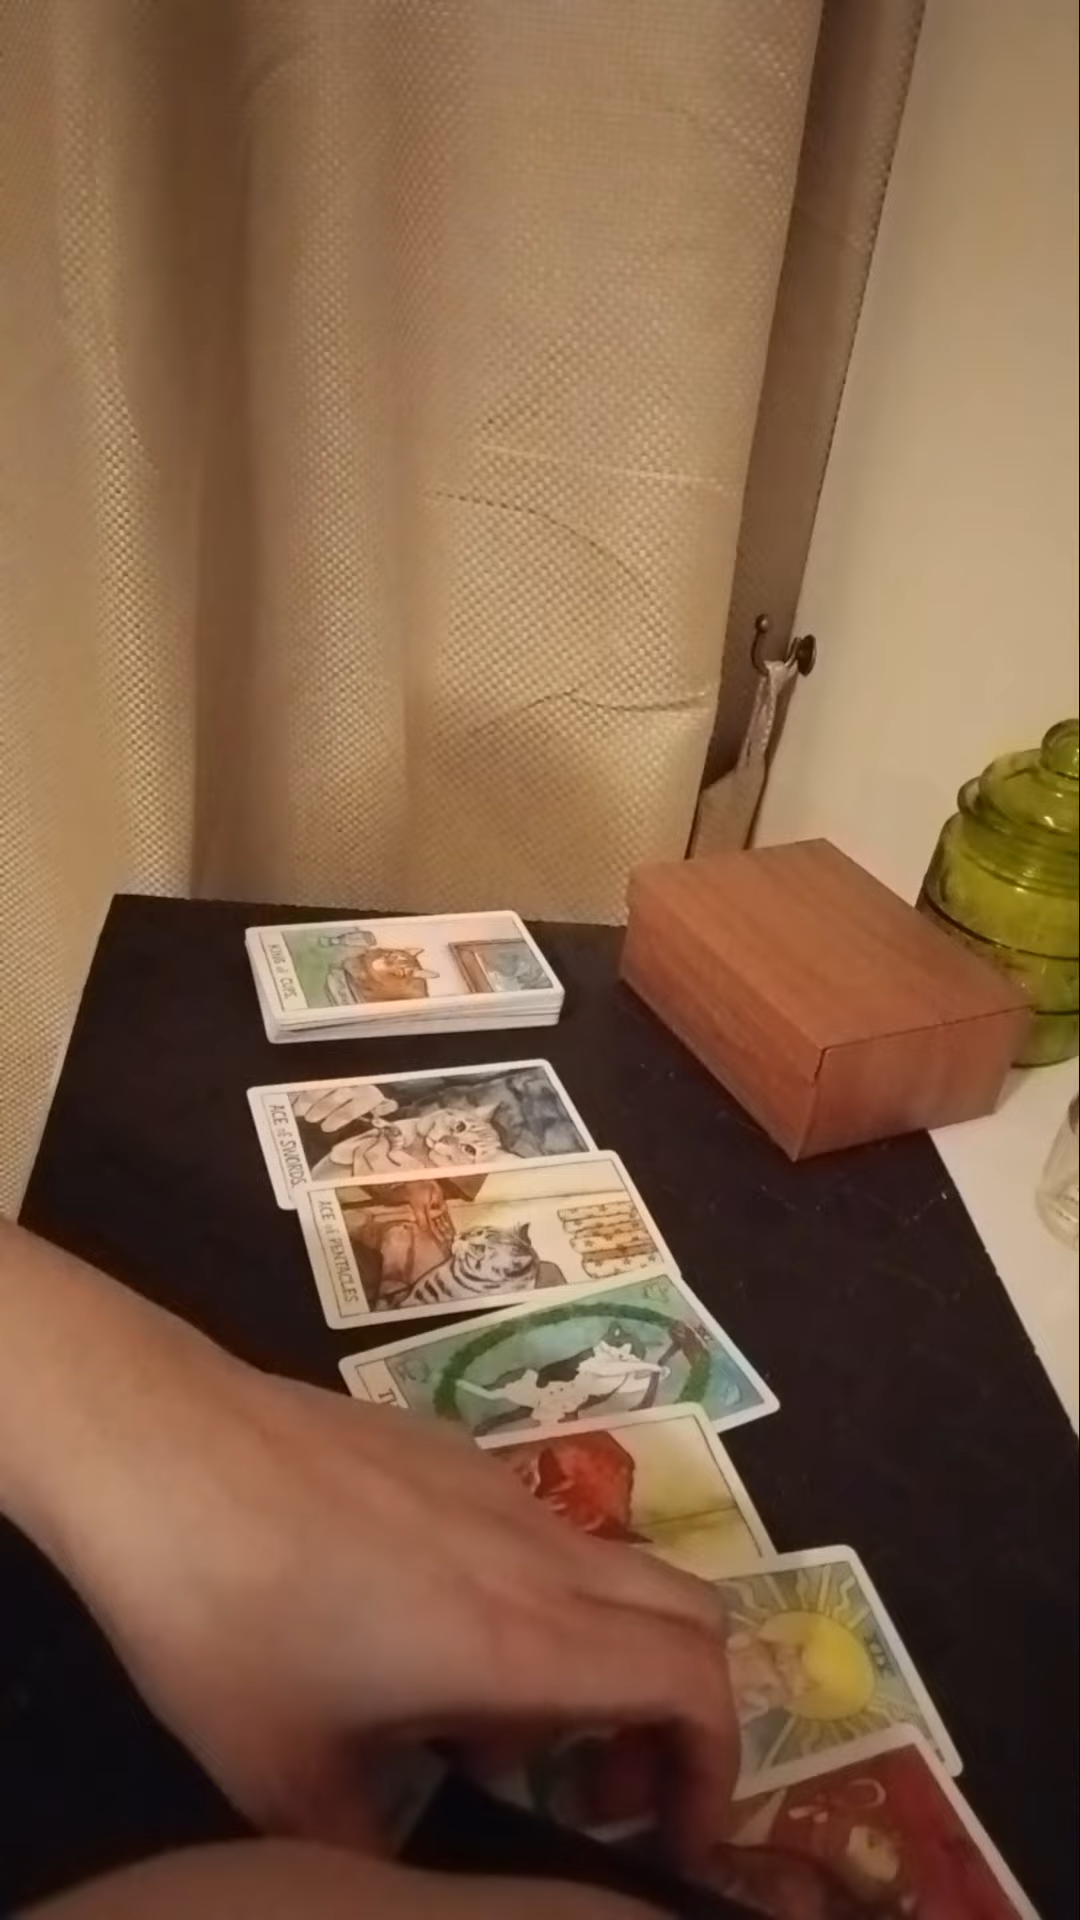 KING of CUPS.
ACE of SWORDS.
ACE of PENTACLES